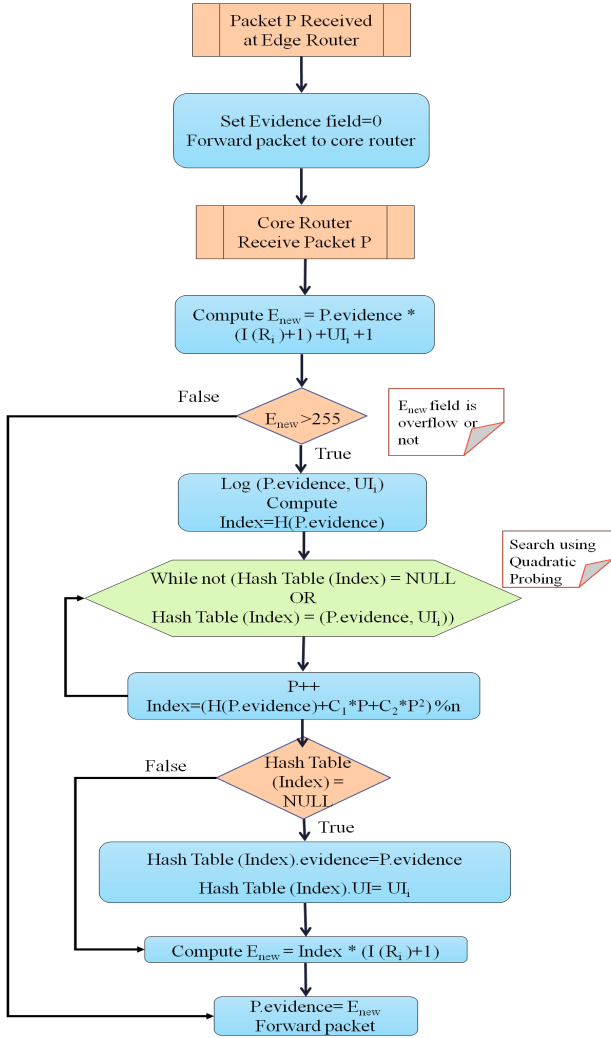 Packet P Received
at Edge Router
Set Evidence field=0
Forward packet to core router
Core Router
Receive Packet P
Compute Enew = P.evidence *
(I (Ri )+1) +UIi +1
False
Enew >255
Enew field is
overflow or
not
True
Log (P.evidence, UIi)
Compute
Index=H(P.evidence)
Search using
Quadratic
Probing
While not (Hash Table (Index) = NULL
OR
Hash Table (Index) = (P.evidence, UIi))
P++
Index=(H(P.evidence)+C1*P+C2*P²) %n
False
Hash Table
(Index) =
NULL
True
Hash Table (Index).evidence=P.evidence
Hash Table (Index).UI= UIi
Compute Enew = Index * (I (Ri )+1)
P.evidence= Enew
Forward packet